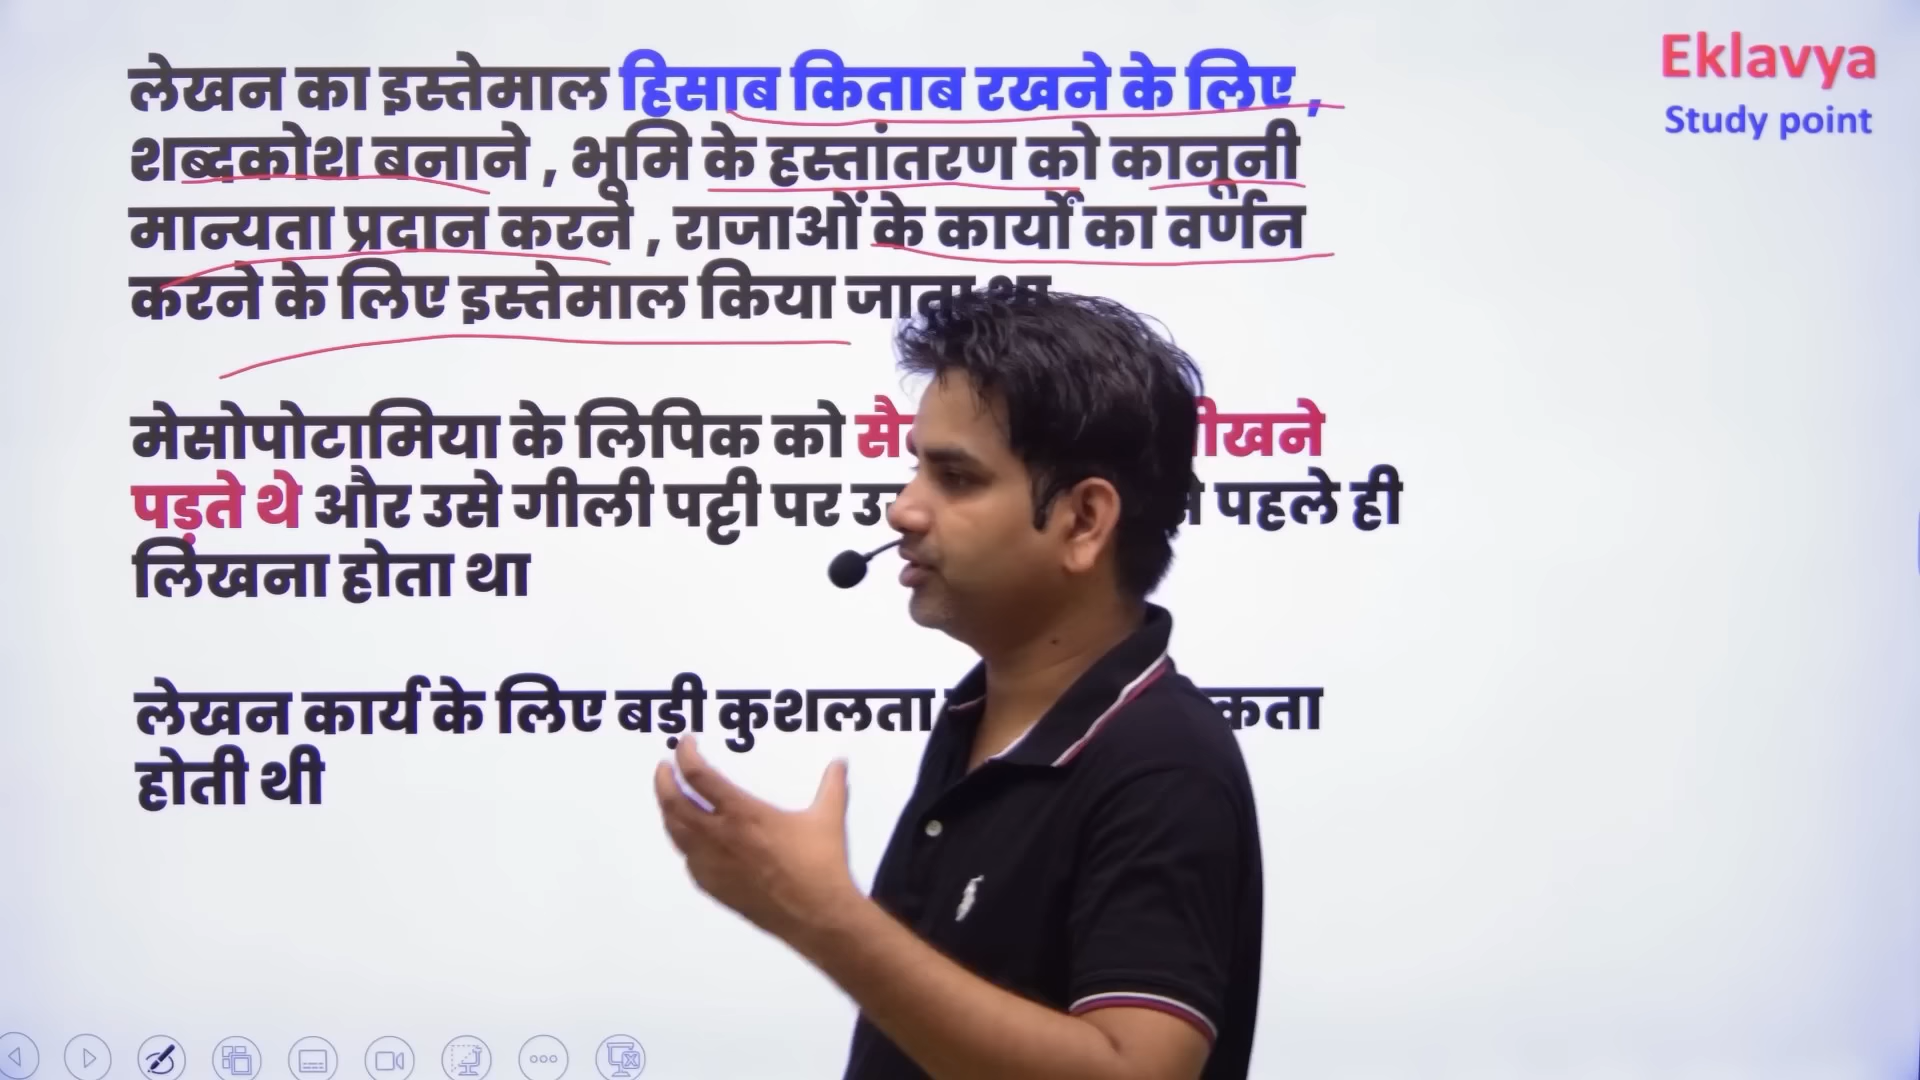 लेखन का इस्तेमाल हिसाब किताब रखने के लिए ,
शब्दकोश बनाने , भूमि के हस्तांतरण को कानूनी
मान्यता प्रदान करने , राजाओं के कार्यों का वर्णन
करने के लिए इस्तेमाल किया जाता था
मेसोपोटामिया के लिपिक को
पड़ते थे और उसे गीली पट्टी पर पहले ही
लिखना होता था
लेखन कार्य के लिए बड़ी कुशलता
होती थी
Eklavya
Study point